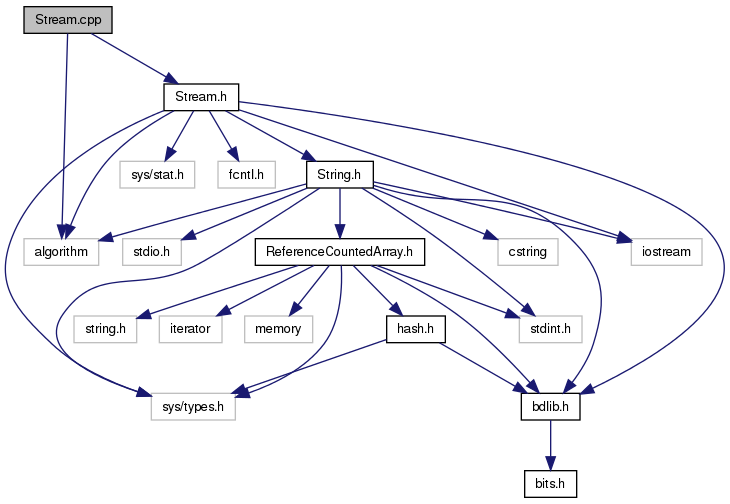 Stream.cpp
Stream.h
sys/stat.h
fcntl.h
String.h
algorithm
stdio.h
ReferenceCountedArray.h
cstring
iostream
string.h
iterator
memory
hash.h
stdint.h
sys/types.h
bdlib.h
bits.h